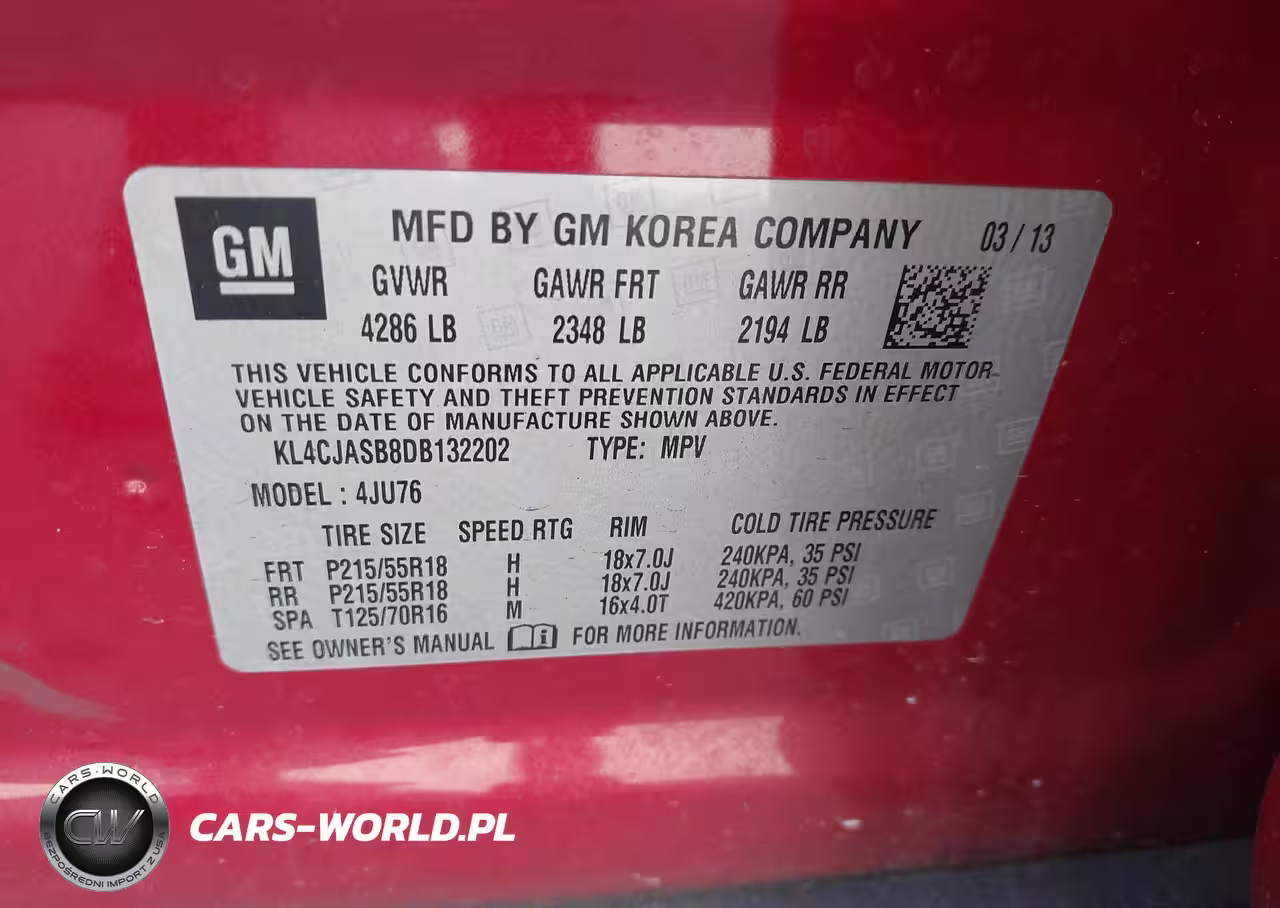 GM
MFD BY GM KOREA COMPANY 03 / 13
GVWR GAWR FRT GAWR RR
4286 LB 2348 LB 2194 LB
THIS VEHICLE CONFORMS TO ALL APPLICABLE U.S. FEDERAL MOTOR
VEHICLE SAFETY AND THEFT PREVENTION STANDARDS IN EFFECT
ON THE DATE OF MANUFACTURE SHOWN ABOVE.
KL4CJASB8DB132202 TYPE: MPV
MODEL : 4JU76
TIRE SIZE SPEED RTG RIM COLD TIRE PRESSURE
FRT P215/55R18 H 18x7.0J 240KPA, 35 PSI
RR P215/55R18 H 18x7.0J 240KPA, 35 PSI
SPA T125/70R16 M 16x4.0T 420KPA, 60 PSI
SEE OWNER'S MANUAL FOR MORE INFORMATION.
CARS-WORLD
CW
BEZPOŚREDNI IMPORT Z USA
CARS-WORLD.PL